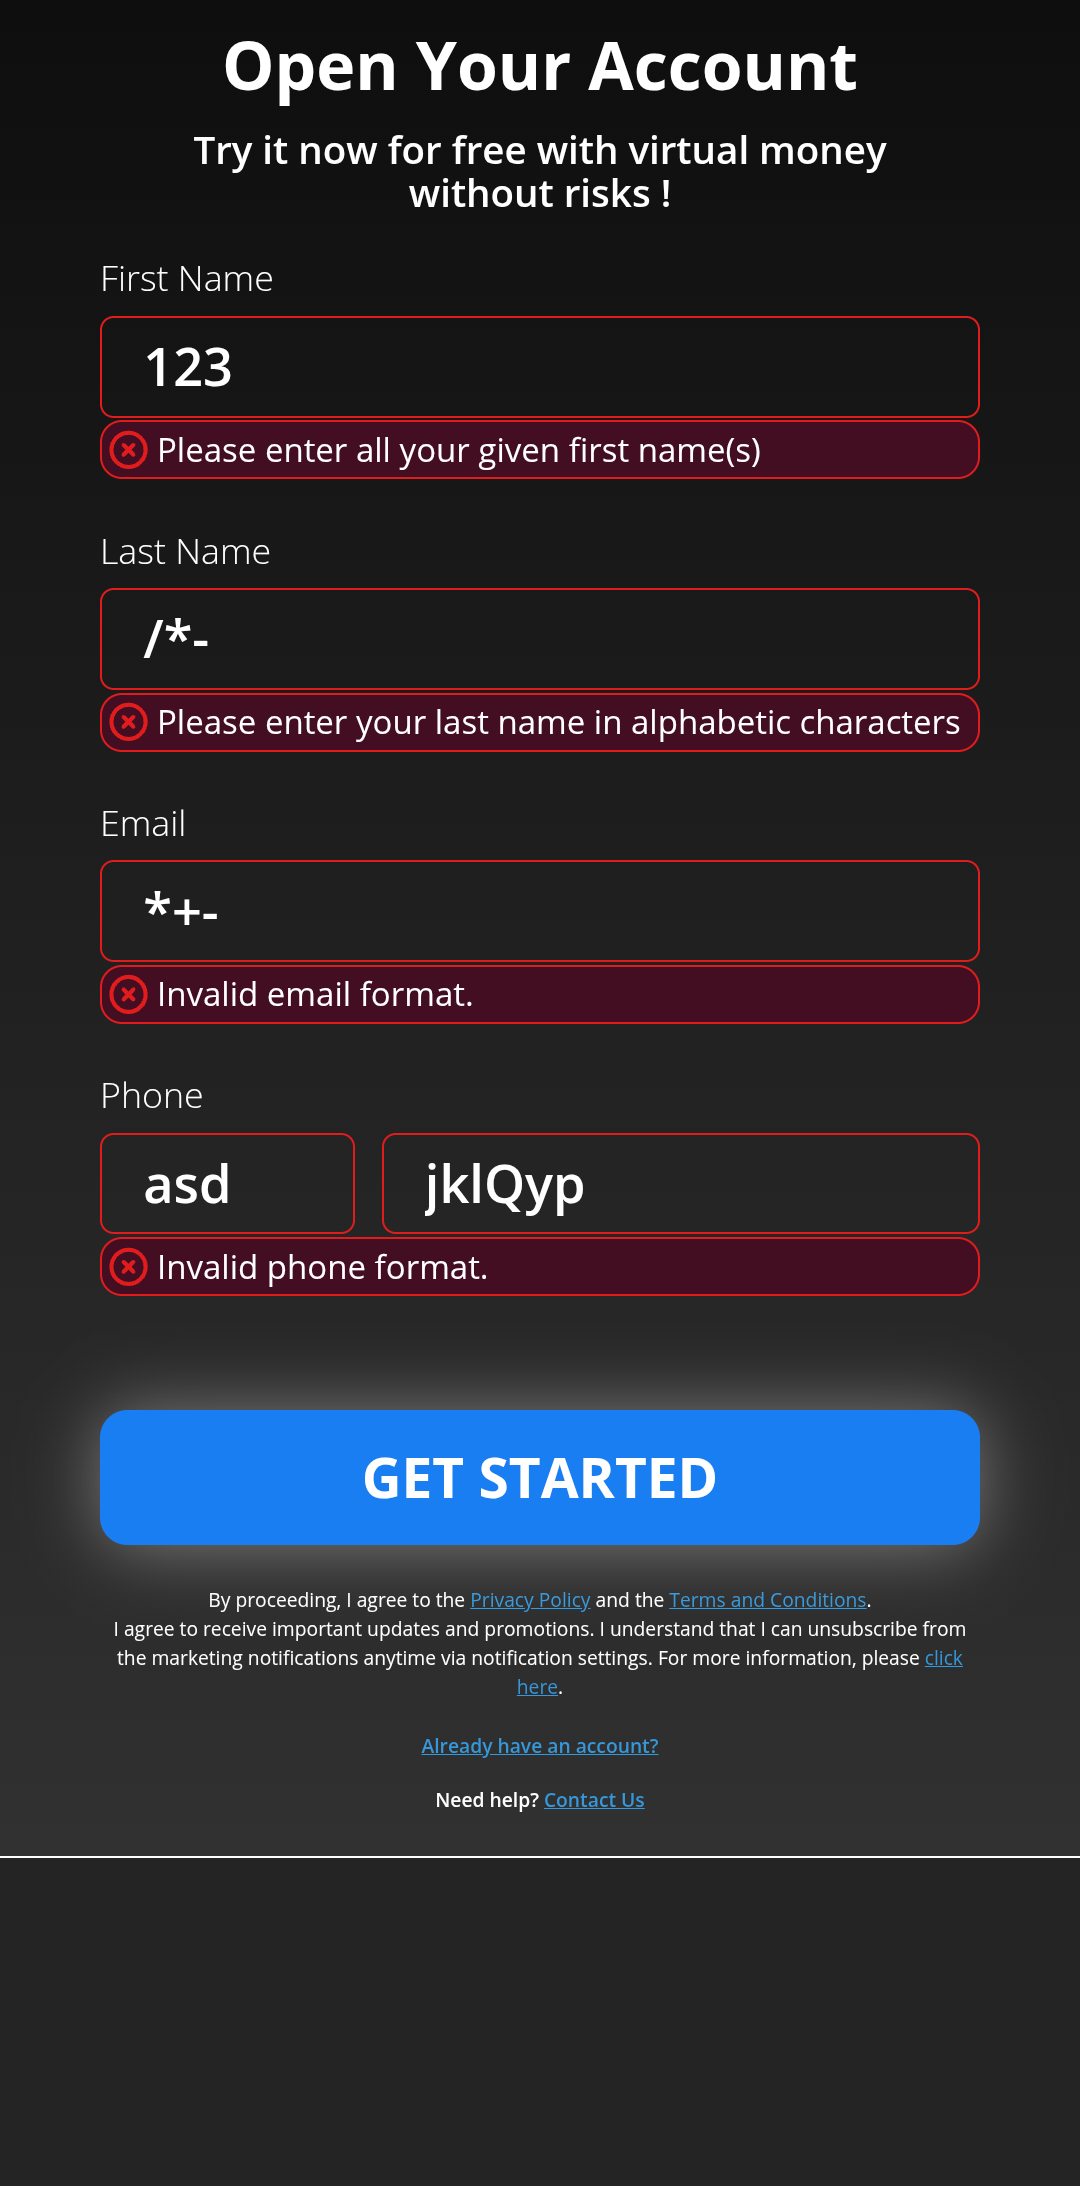 Open Your Account
Try it now for free with virtual money
without risks !
First Name
123
Please enter all your given first name(s)
Last Name
/*-
Please enter your last name in alphabetic characters
Email
*+-
Invalid email format.
Phone
asd jklQyp
Invalid phone format.
GET STARTED
By proceeding, I agree to the Privacy Policy and the Terms and Conditions.
I agree to receive important updates and promotions. I understand that I can unsubscribe from
the marketing notifications anytime via notification settings. For more information, please click
here.
Already have an account?
Need help? Contact Us